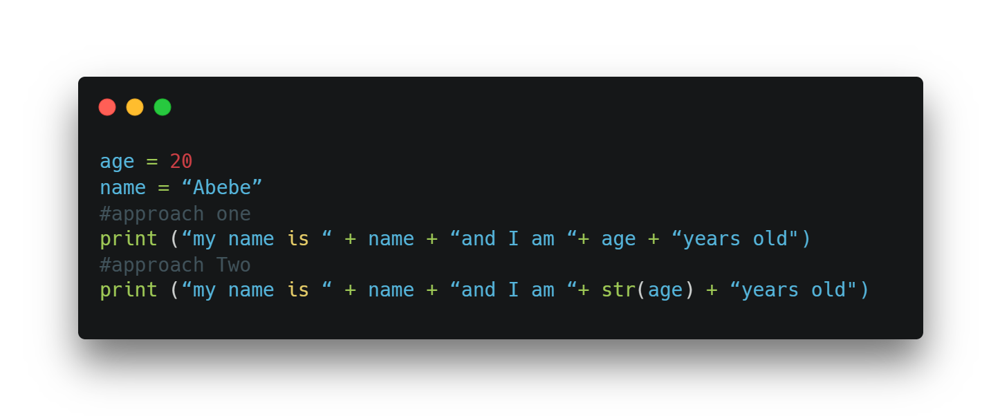 age = 20
name = “Abebe”
#approach one
print (“my name is “ + name + “and I am “+ age + “years old")
#approach Two
print (“my name is “ + name + “and I am “+ str(age) + “years old")